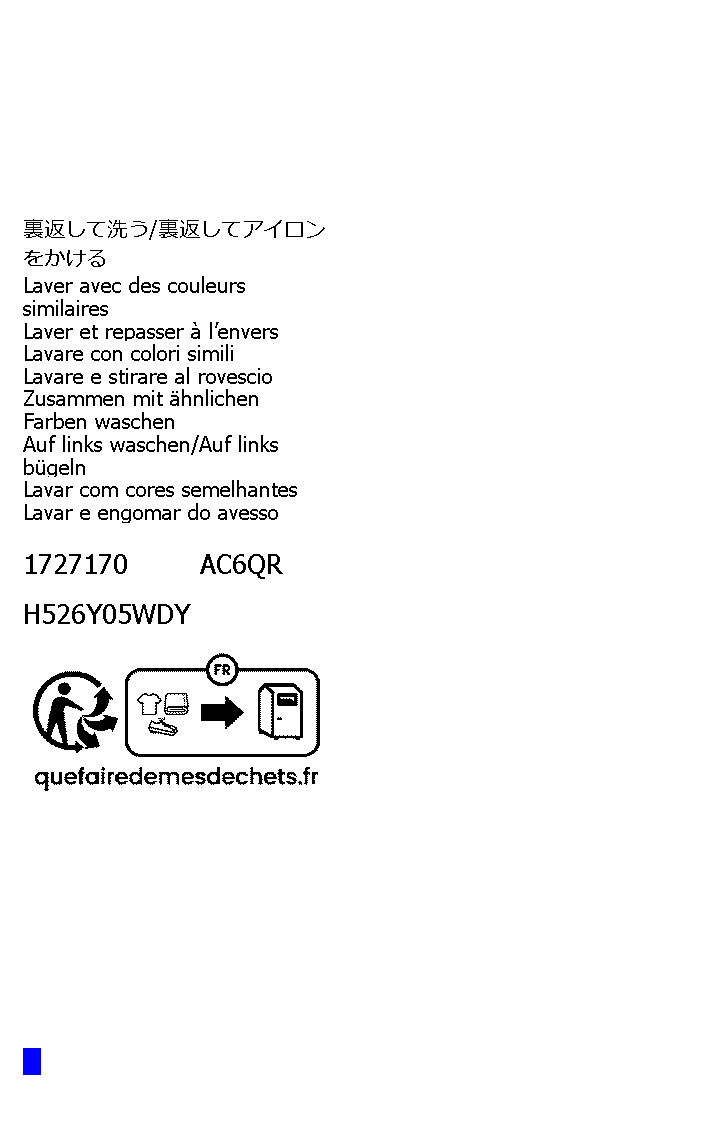 裏返して洗う/裏返してアイロン
をかける
Laver avec des couleurs
similaires
Laver et repasser à l’envers
Lavare con colori simili
Lavare e stirare al rovescio
Zusammen mit ähnlichen
Farben waschen
Auf links waschen/Auf links
bügeln
Lavar com cores semelhantes
Lavar e engomar do avesso
1727170 AC6QR
H526Y05WDY
FR
quefairedemesdechets.fr